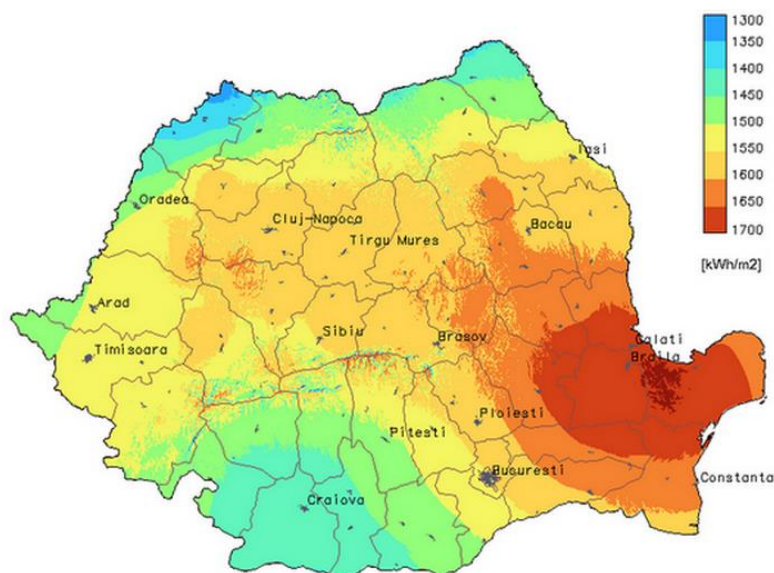 1300
1350
1400
1450
1500
1550
1600
1650
1700
[kWh/m2]
Iasi
Oradea
Cluj-Napoca
Bacau
Tirgu Mures
Arad
Sibiu
Brasov
Galati
Braila
Timisoara
Ploiesti
Pitesti
Bucuresti
Constanta
Craiova